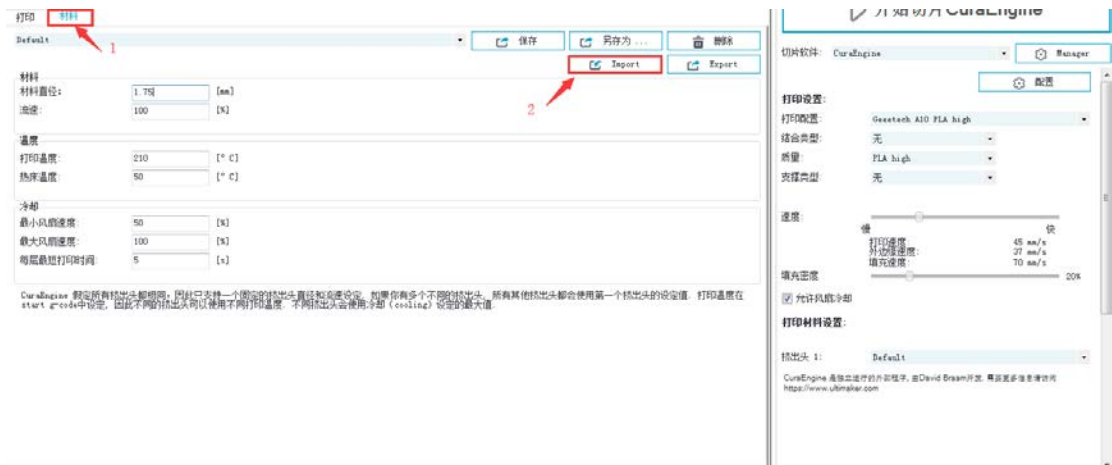 打印 材料
1
Default 保存 另存为 ... 删除
Import Export
2
材料
材料直径: 1.75 [mm]
流速: 100 [%]
温度
打印温度: 210 [° C]
热床温度: 50 [° C]
冷却
最小风扇速度: 50 [%]
最大风扇速度: 100 [%]
每层最短打印时间: 5 [s]
CuraEngine 假定所有挤出头都相同,因此只支持一个固定的挤出头直径和流速设定. 如果你有多个不同的挤出头, 所有其他挤出头都会使用第一个挤出头的设定值. 打印温度在
start g-code中设定, 因此不同的挤出头可以使用不同打印温度. 不同挤出头会使用冷却 (cooling) 设定的最大值.
开始切片CuraEngine
切片软件: CuraEngine Manager
配置
打印设置:
打印配置: Geeetech A10 PLA high
结合类型: 无
质量: PLA high
支撑类型: 无
速度:
慢 快
打印速度: 45 mm/s
外边缘速度: 37 mm/s
填充速度: 70 mm/s
填充密度 20%
允许风扇冷却
打印材料设置:
挤出头 1: Default
CuraEngine 是独立运行的外部程序, 由David Braam开发. 需要更多信息请访问
https://www.ultimaker.com